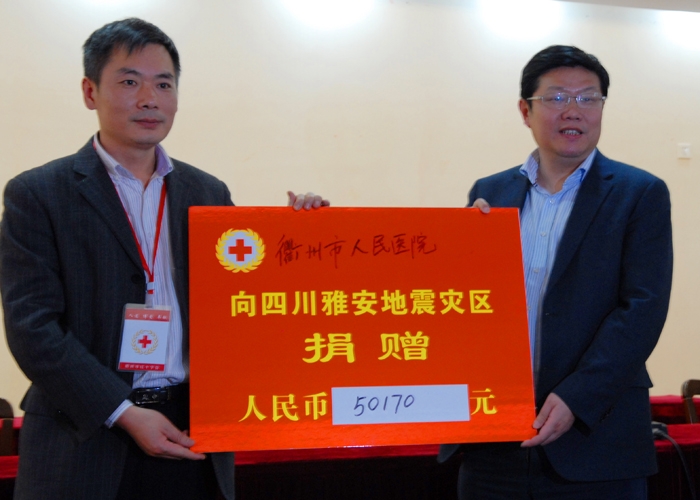 衢州市人民医院
向四川雅安地震灾区
捐赠
人民币 50170 元